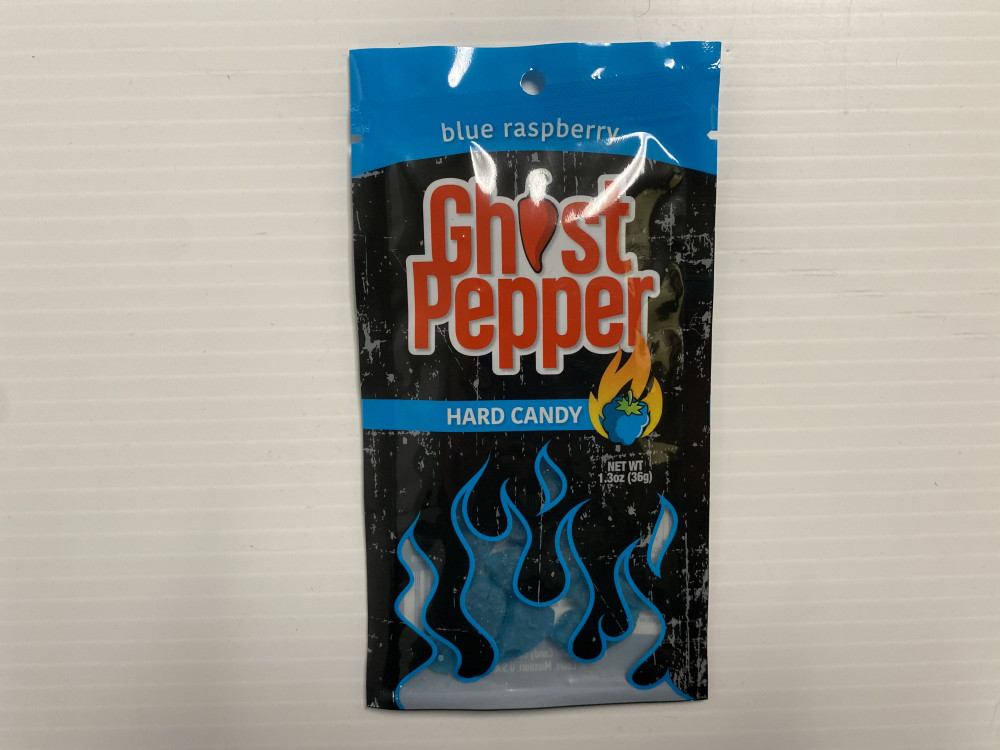 blue raspberry
Ghost
Pepper
HARD CANDY
NET WT
1.3oz (36g)